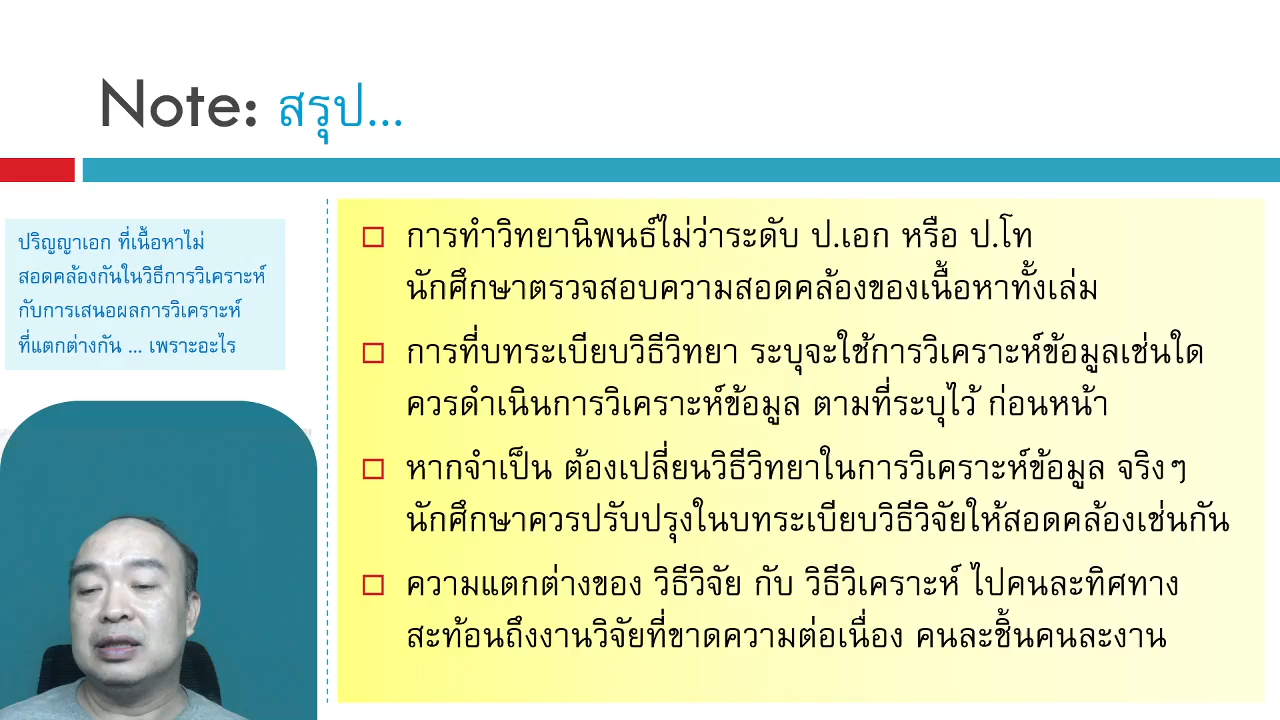 Note: สรุป...
ปริญญาเอก ที่เนื้อหาไม่
สอดคล้องกันในวิธีการวิเคราะห์
กับการเสนอผลการวิเคราะห์
ที่แตกต่างกัน ... เพราะอะไร
การทำวิทยานิพนธ์ไม่ว่าระดับ ป.เอก หรือ ป.โท
นักศึกษาตรวจสอบความสอดคล้องของเนื้อหาทั้งเล่ม
การที่บทระเบียบวิธีวิทยา ระบุจะใช้การวิเคราะห์ข้อมูลเช่นใด
ควรดำเนินการวิเคราะห์ข้อมูล ตามที่ระบุไว้ ก่อนหน้า
หากจำเป็น ต้องเปลี่ยนวิธีวิทยาในการวิเคราะห์ข้อมูล จริงๆ
นักศึกษาควรปรับปรุงในบทระเบียบวิธีวิจัยให้สอดคล้องเช่นกัน
ความแตกต่างของ วิธีวิจัย กับ วิธีวิเคราะห์ ไปคนละทิศทาง
สะท้อนถึงงานวิจัยที่ขาดความต่อเนื่อง คนละชิ้นคนละงาน